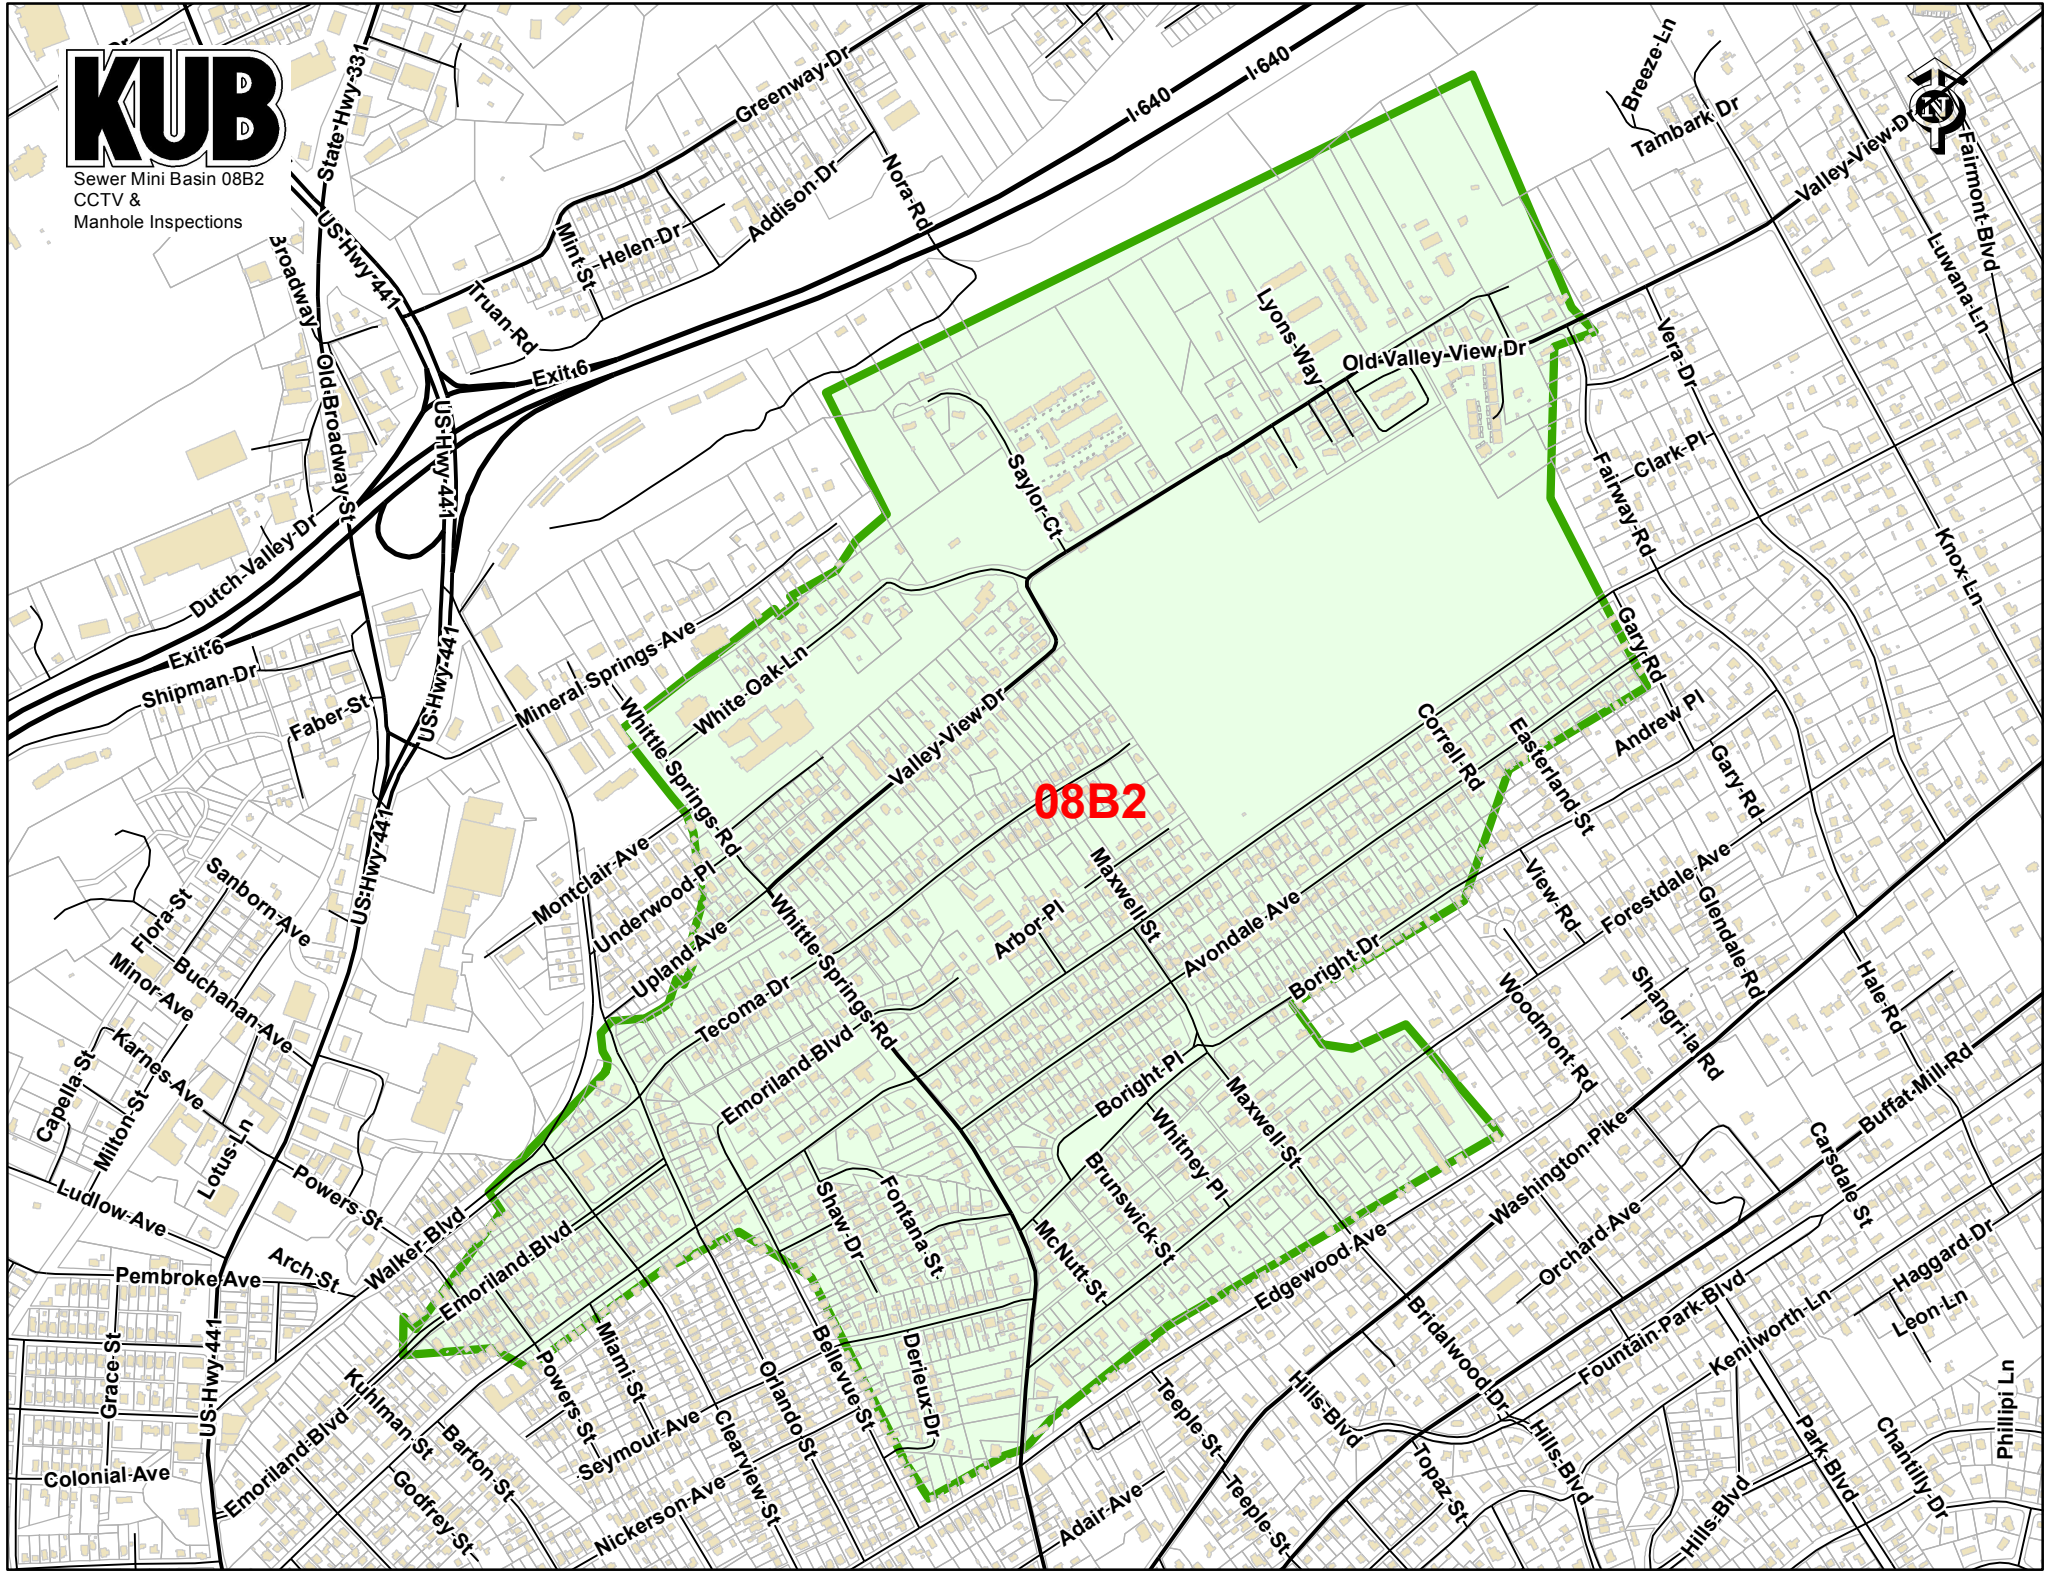 KUB
Sewer Mini Basin 08B2
CCTV &
Manhole Inspections
State Hwy 331
Greenway Dr
I-640
I-640
Breeze Ln
Tambark Dr
Valley View Dr
N
Fairmont Blvd
Luwana Ln
Nora Rd
Addison Dr
Helen Dr
Mint St
Truan Rd
US Hwy 441
Broadway
Old Broadway St
Exit 6
US Hwy 441
Lyons Way
Old Valley View Dr
Vera Dr
Clark Pl
Fairway Rd
Saylor Ct
Knox Ln
Dutch Valley Dr
Exit 6
Shipman Dr
Faber St
US Hwy 441
Mineral Springs Ave
White Oak Ln
Whittle Springs Rd
Valley View Dr
Gary Rd
Andrew Pl
Gary Rd
Correll Rd
Easterland St
08B2
US Hwy 441
Montclair Ave
Underwood Pl
Upland Ave
Whittle Springs Rd
Tecoma Dr
Emoriland Blvd
Arbor Pl
Maxwell St
Avondale Ave
Boright Dr
View Rd
Forestdale Ave
Glendale Rd
Shangri-la Rd
Woodmont Rd
Hale Rd
Buffat Mill Rd
Sanborn Ave
Flora St
Minor Ave
Buchanan Ave
Karnes Ave
Capella St
Milton St
Lotus Ln
Powers St
Ludlow Ave
Arch St
Pembroke Ave
Walker Blvd
Emoriland Blvd
Shaw Dr
Fontana St
Boright Pl
Whitney Pl
Maxwell St
Brunswick St
McNutt St
Edgewood Ave
Washington Pike
Orchard Ave
Carsdale St
Haggard Dr
Leon Ln
Fountain Park Blvd
Kenilworth Ln
Bridalwood Dr
Grace St
US Hwy 441
Colonial Ave
Emoriland Blvd
Kuhlman St
Barton St
Godfrey St
Powers St
Miami St
Seymour Ave
Nickerson Ave
Clearview St
Orlando St
Bellevue St
Derieux Dr
Adair Ave
Teeple St
Teeple St
Hills Blvd
Topaz St
Hills Blvd
Hills Blvd
Park Blvd
Chantilly Dr
Phillipi Ln